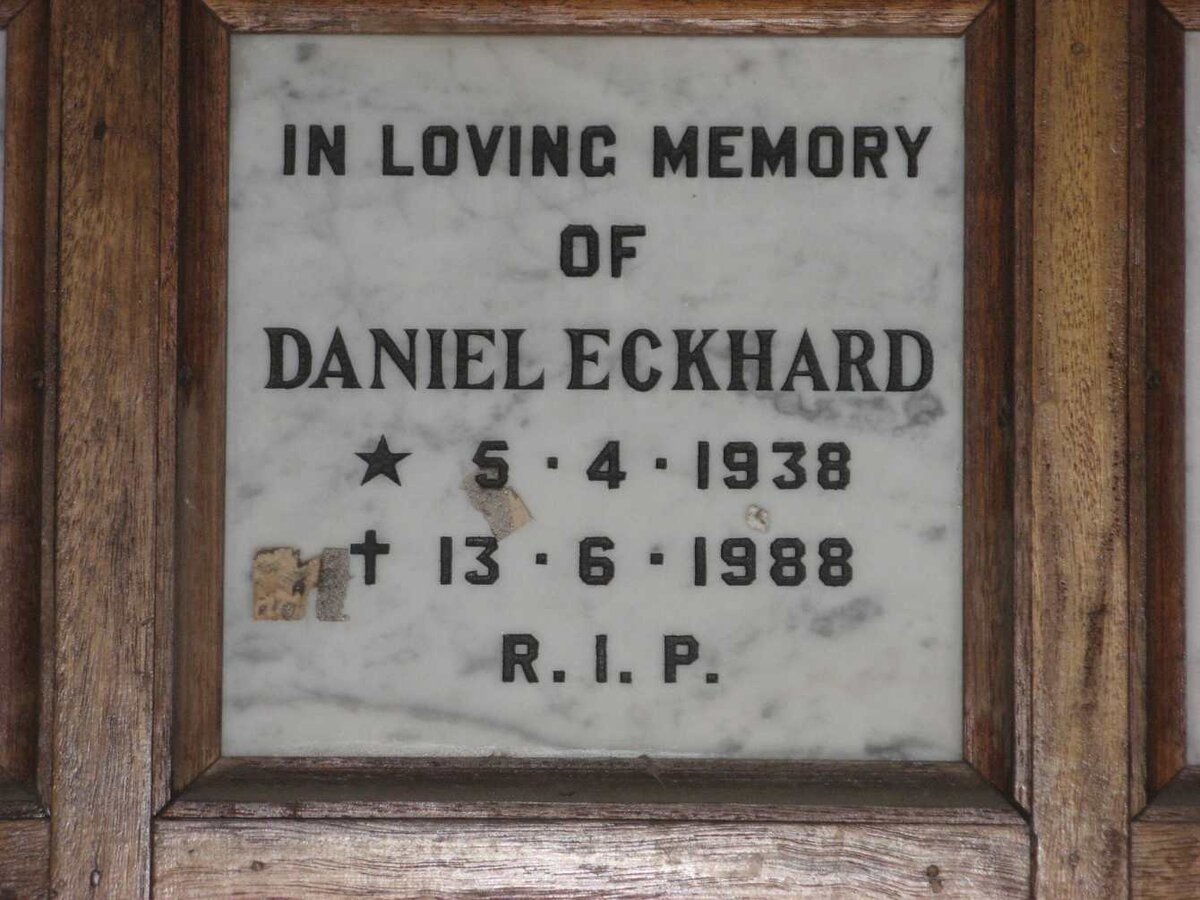 IN LOVING MEMORY
OF
DANIEL ECKHARD
★ 5 · 4 · 1938
✝ 13 · 6 · 1988
R. I. P.